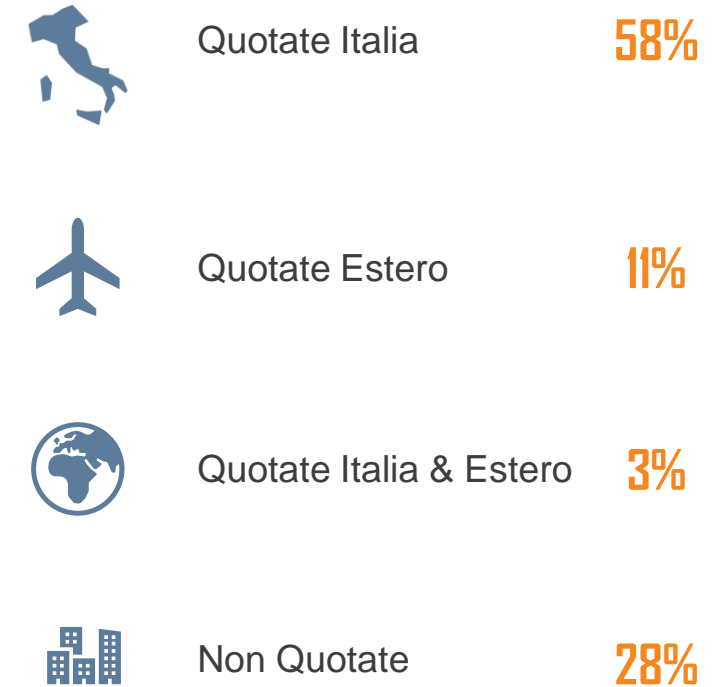 Quotate Italia 58%
Quotate Estero 11%
Quotate Italia & Estero 3%
Non Quotate 28%